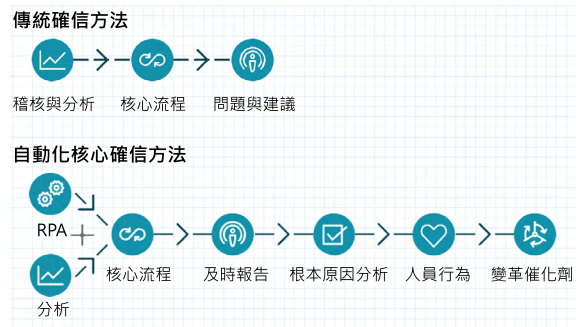 傳統確信方法
稽核與分析
核心流程
問題與建議
自動化核心確信方法
RPA
分析
核心流程
及時報告
根本原因分析
人員行為
變革催化劑